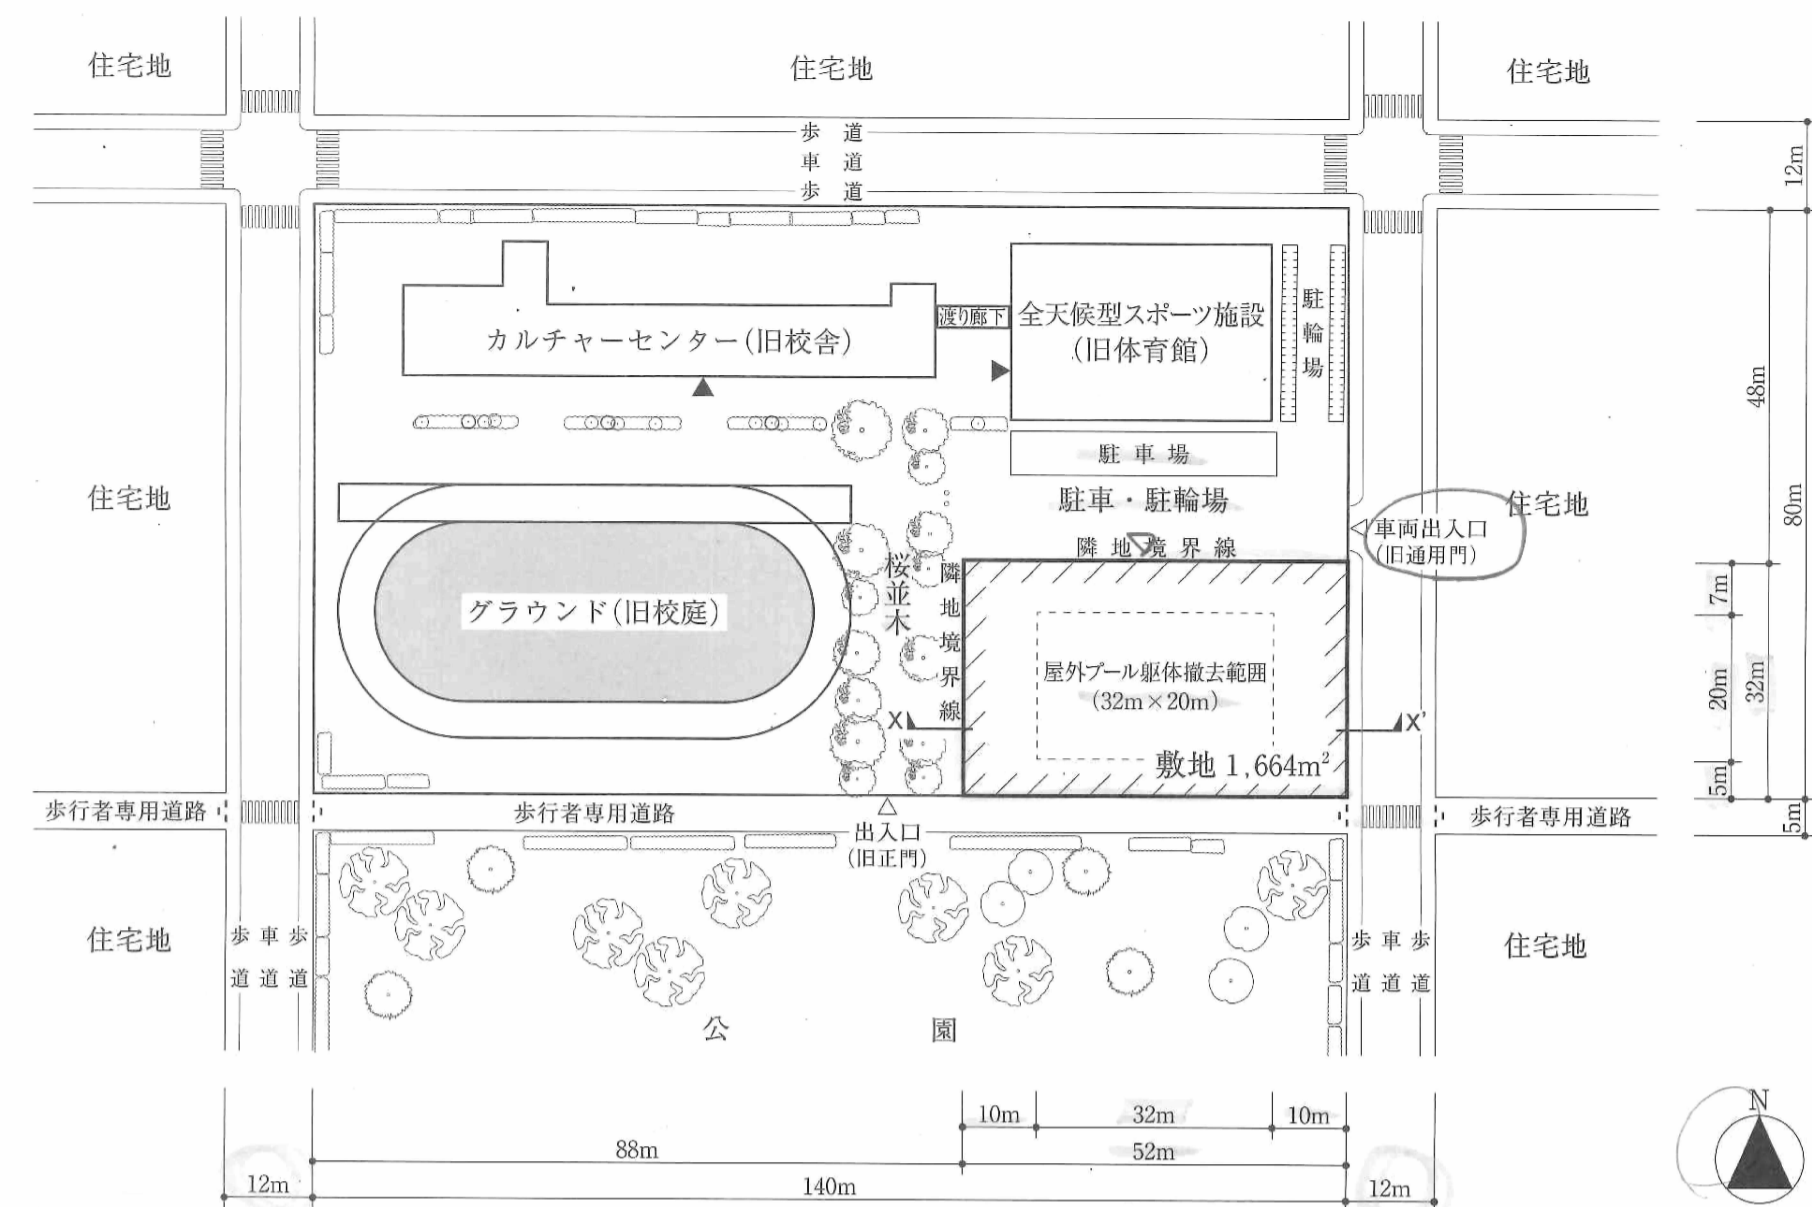 住宅地
住宅地
住宅地
歩道
車道
歩道
12m
カルチャーセンター(旧校舎)
渡り廊下
全天候型スポーツ施設
(旧体育館)
駐輪場
48m
駐車場
住宅地
駐車・駐輪場
住宅地
80m
車両出入口
(旧通用門)
隣地境界線
桜並木
隣地境界線
グラウンド(旧校庭)
7m
屋外プール躯体撤去範囲
(32m×20m)
20m
32m
X
X'
敷地 1,664m²
5m
歩行者専用道路
歩行者専用道路
歩行者専用道路
5m
出入口
(旧正門)
住宅地
歩道
車道
歩道
歩道
車道
歩道
住宅地
公園
N
10m
32m
10m
88m
52m
12m
140m
12m